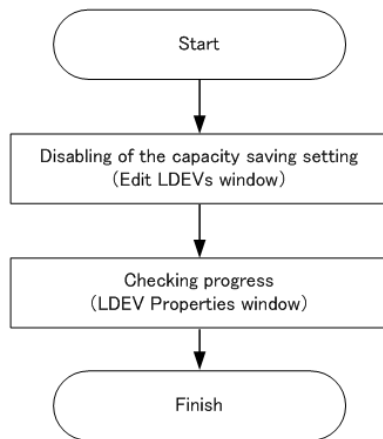 Start
Disabling of the capacity saving setting
(Edit LDEVs window)
Checking progress
(LDEV Properties window)
Finish